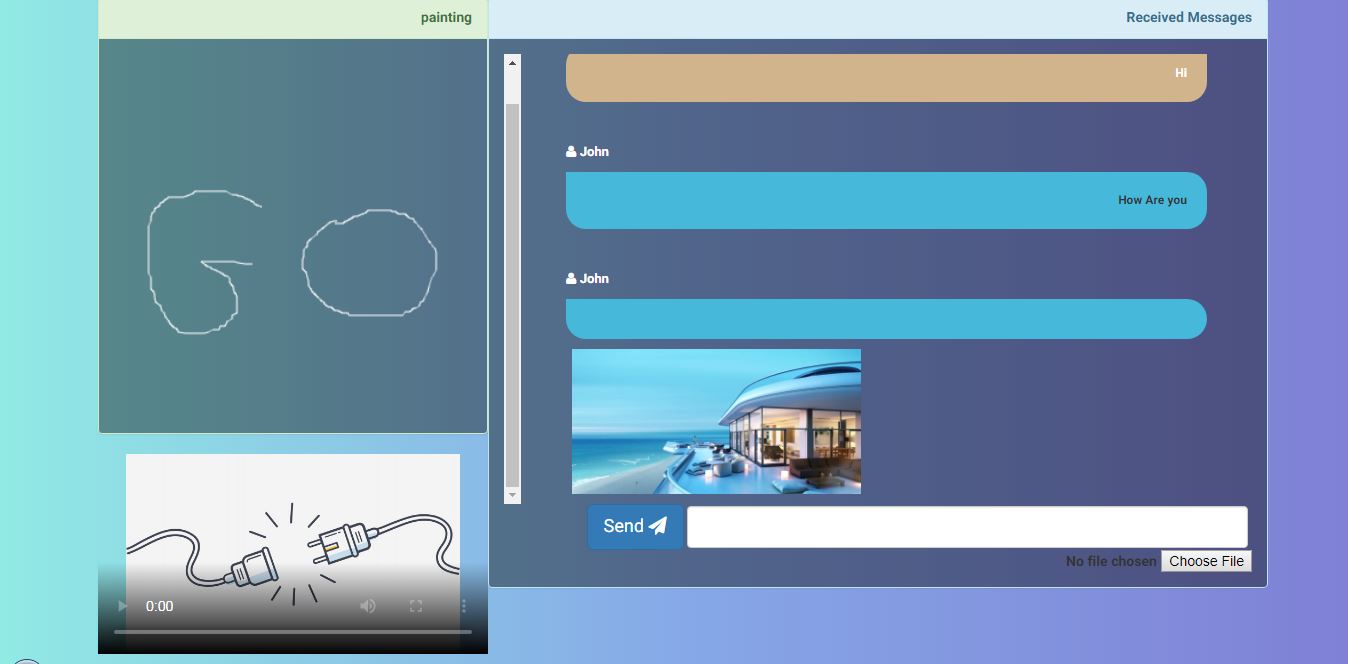 painting
Received Messages
Hi
John
How Are you
John
GO
0:00
Send
No file chosen Choose File